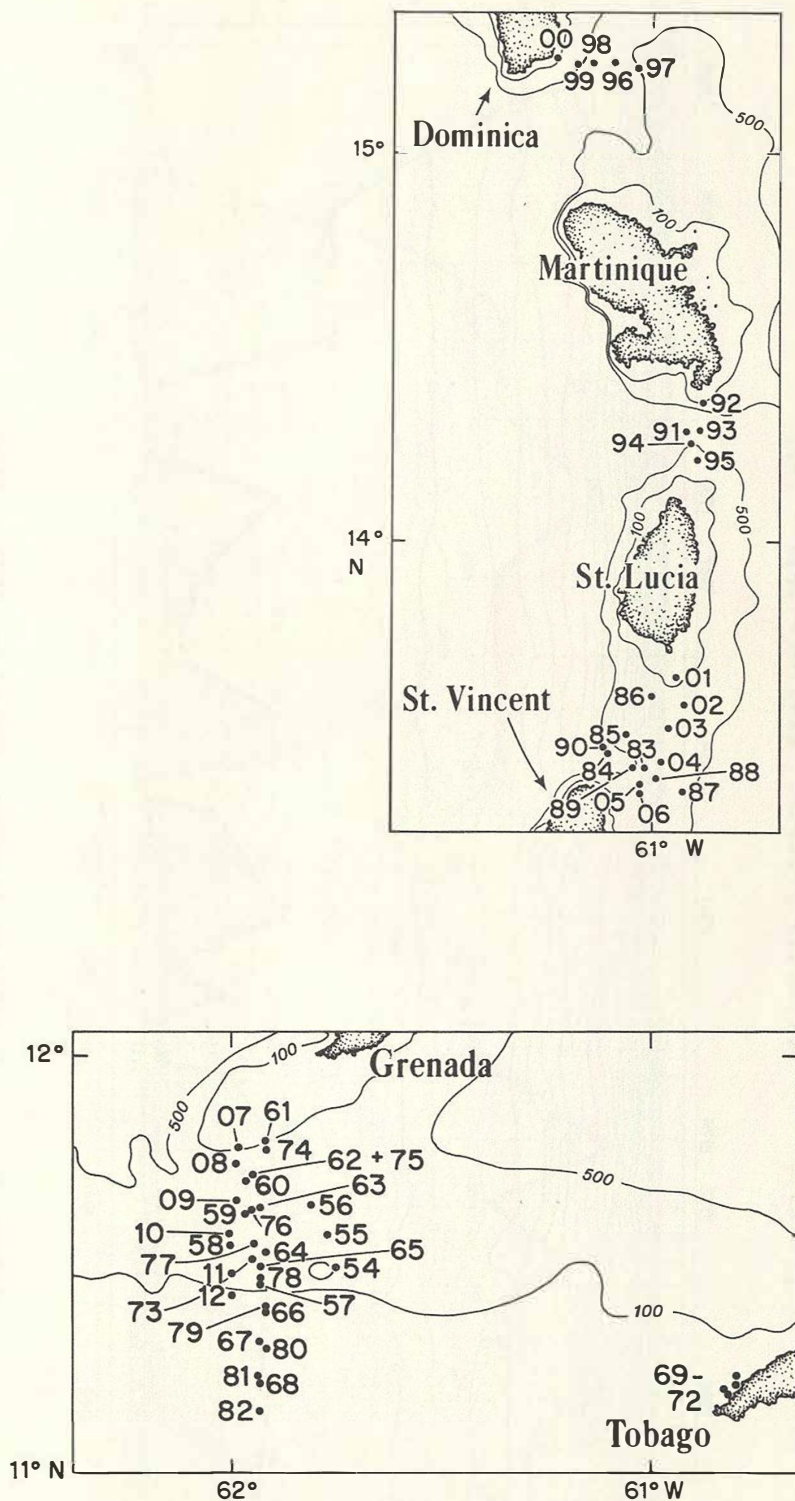 00 98
99 96 97
500
Dominica
15°
100
Martinique
92
91 93
94
95
100
500
14°
N
St. Lucia
01
St. Vincent
86 02
85 03
90 83
84 04
88
89 05 87
06
61° W
12°
100
Grenada
500
07 61
74
08 62 + 75
60 63
09 56
59 76
10 55
58 64 65
500
77
11 78 54
73 12 57
79 66
100
67 80
81 68
82
69-
72
Tobago
11° N
62° 61° W